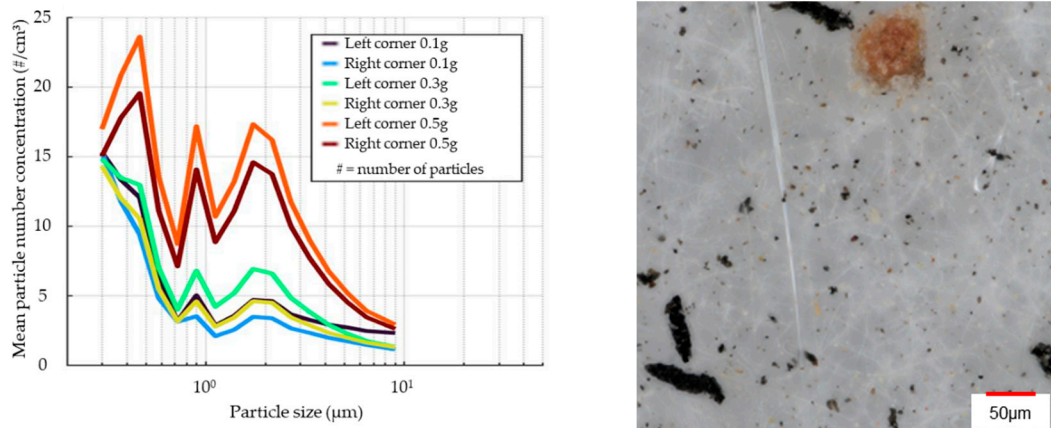 Mean particle number concentration (#/cm³)
25
20
15
10
5
0
Left corner 0.1g
Right corner 0.1g
Left corner 0.3g
Right corner 0.3g
Left corner 0.5g
Right corner 0.5g
# = number of particles
10⁰
10¹
Particle size (μm)
50μm